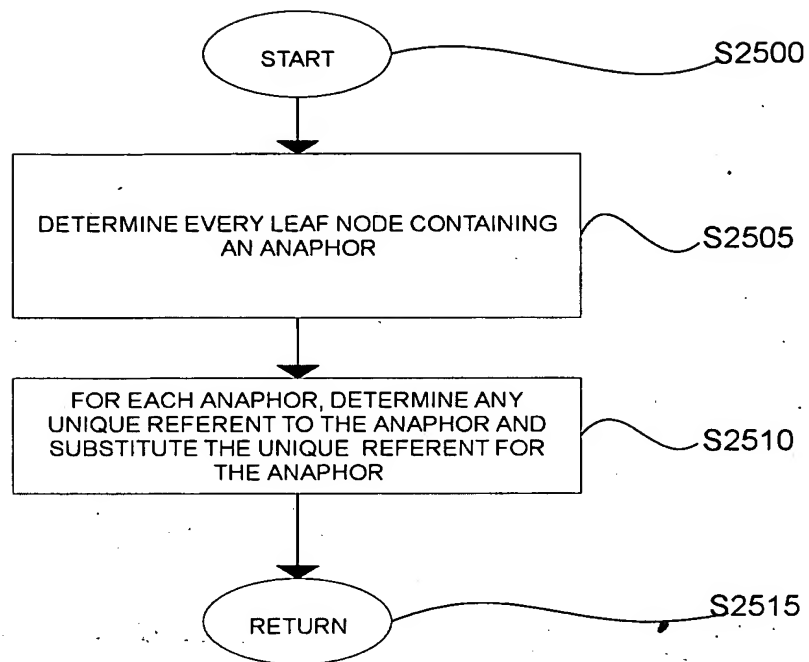 START
S2500
DETERMINE EVERY LEAF NODE CONTAINING
AN ANAPHOR
S2505
FOR EACH ANAPHOR, DETERMINE ANY
UNIQUE REFERENT TO THE ANAPHOR AND
SUBSTITUTE THE UNIQUE REFERENT FOR
THE ANAPHOR
S2510
RETURN
S2515